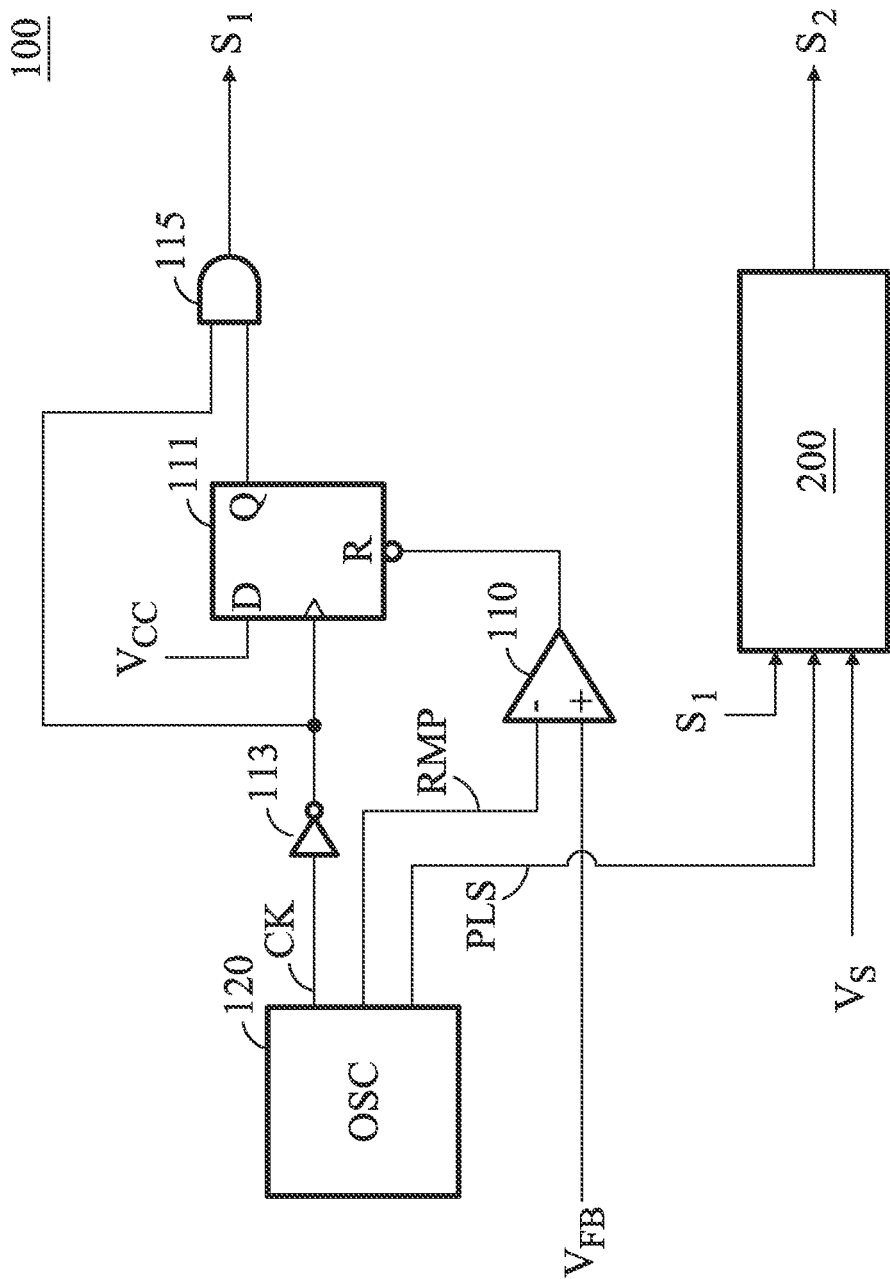 100
S1
115
111
D
Q
R
VCC
113
CK
120
OSC
RMP
PLS
110
-
+
VFB
S1
VS
200
S2